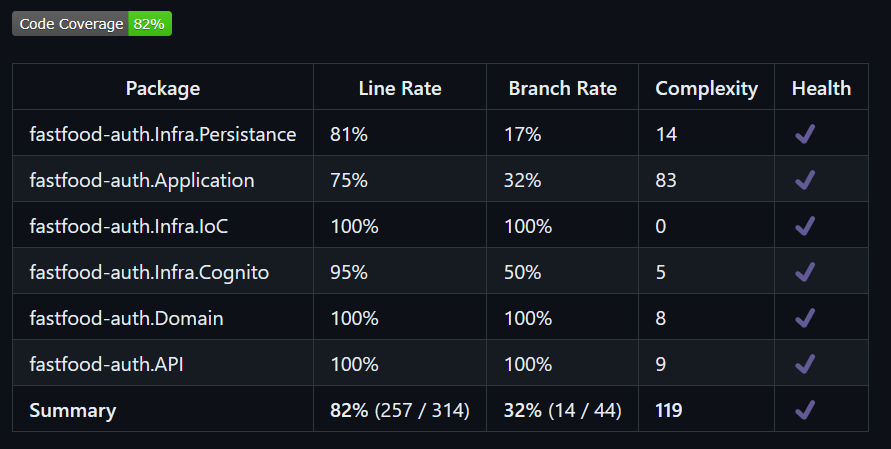 Code Coverage 82%
Package Line Rate Branch Rate Complexity Health
fastfood-auth.Infra.Persistance 81% 17% 14 ✔
fastfood-auth.Application 75% 32% 83 ✔
fastfood-auth.Infra.IoC 100% 100% 0 ✔
fastfood-auth.Infra.Cognito 95% 50% 5 ✔
fastfood-auth.Domain 100% 100% 8 ✔
fastfood-auth.API 100% 100% 9 ✔
Summary 82% (257 / 314) 32% (14 / 44) 119 ✔